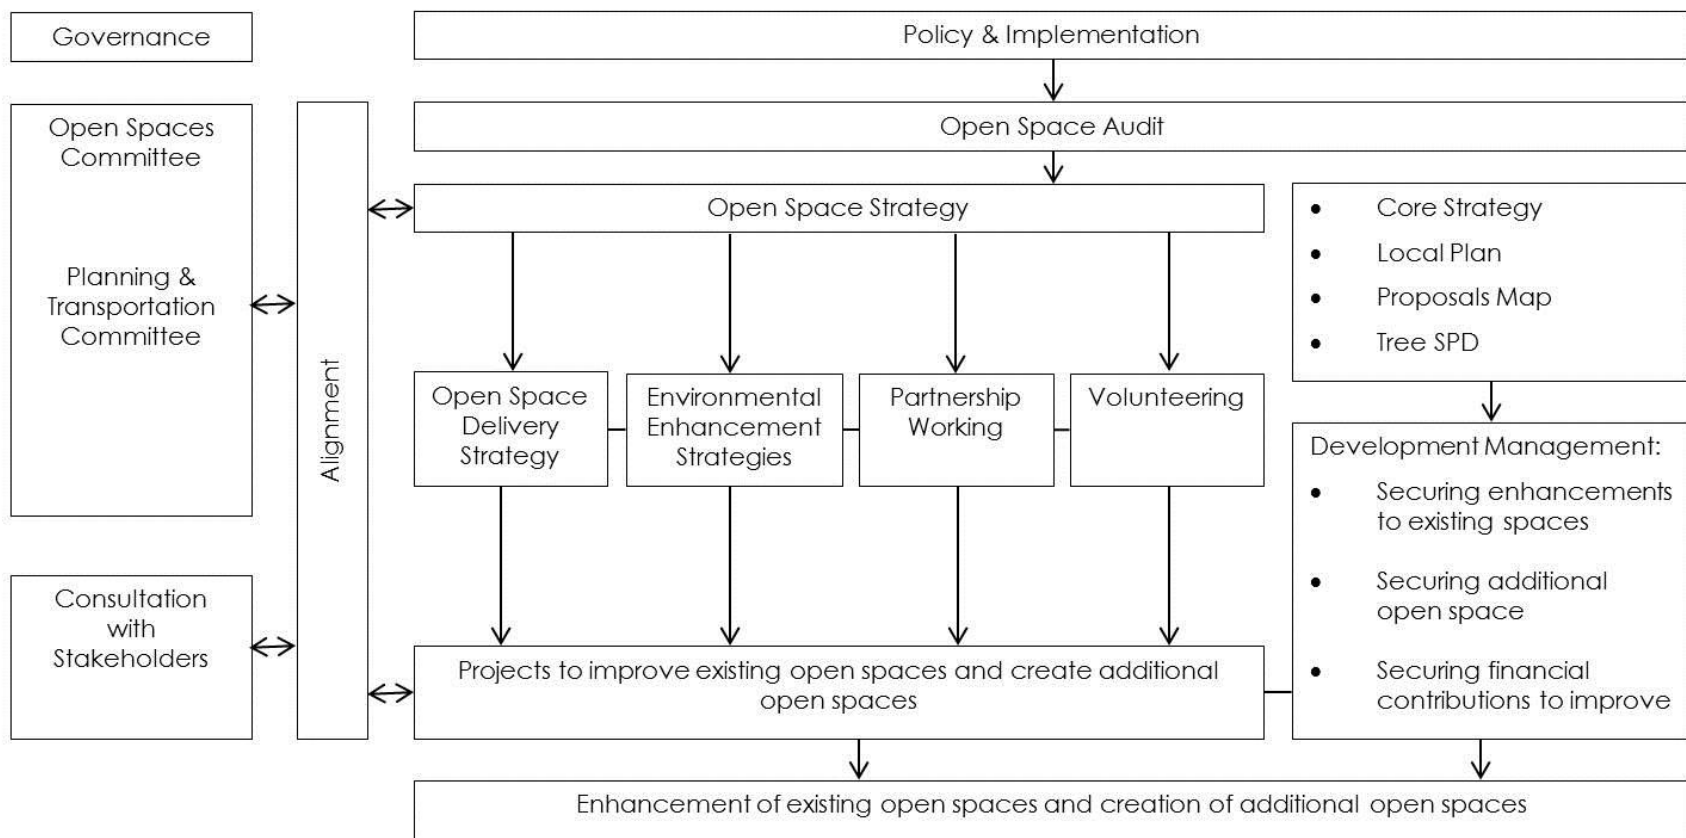 Governance
Policy & Implementation
Open Spaces
Committee
Planning &
Transportation
Committee
Consultation
with
Stakeholders
Alignment
Open Space Audit
Open Space Strategy
Open Space
Delivery
Strategy
Environmental
Enhancement
Strategies
Partnership
Working
Volunteering
Projects to improve existing open spaces and create additional
open spaces
• Core Strategy
• Local Plan
• Proposals Map
• Tree SPD
Development Management:
• Securing enhancements
to existing spaces
• Securing additional
open space
• Securing financial
contributions to improve
Enhancement of existing open spaces and creation of additional open spaces